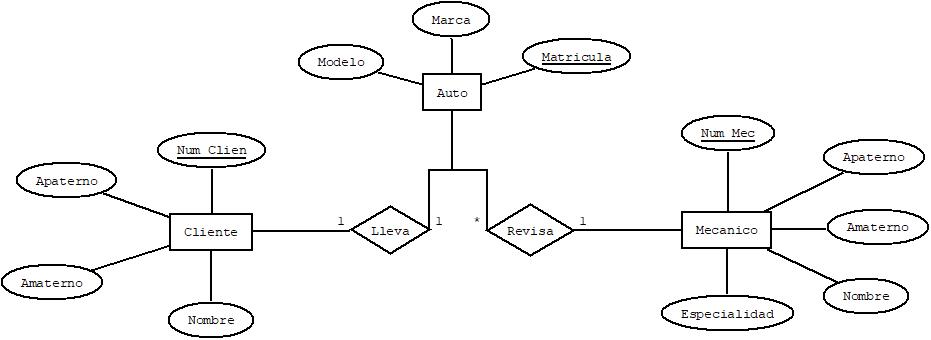 Marca
Modelo
Matricula
Auto
Num Clien
Num Mec
Apaterno
Apaterno
Cliente
1
Lleva
1
*
Revisa
1
Mecanico
Amaterno
Amaterno
Nombre
Nombre
Especialidad